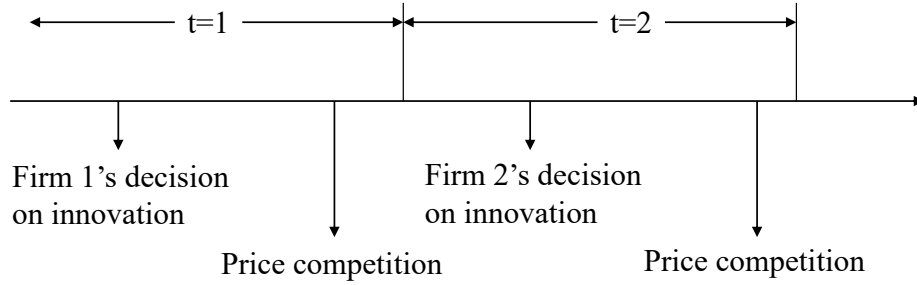 t=1
t=2
Firm 1's decision
on innovation
Price competition
Firm 2's decision
on innovation
Price competition